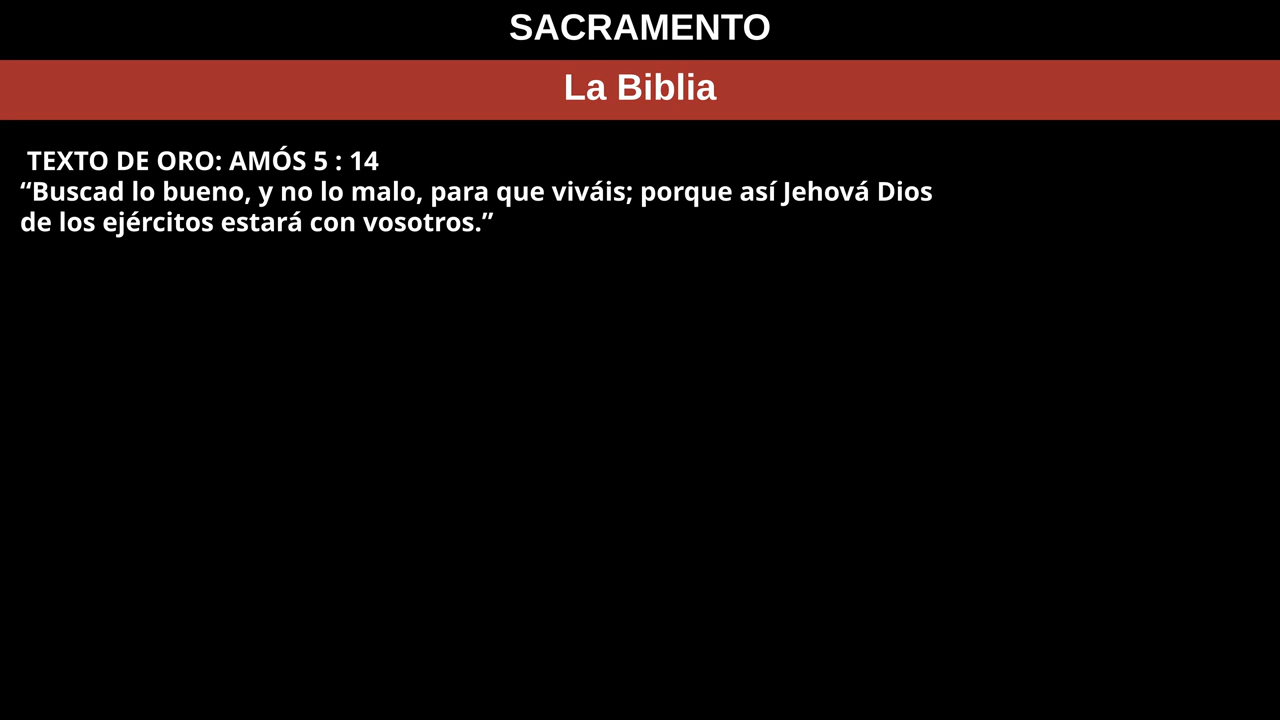 SACRAMENTO
La Biblia
TEXTO DE ORO: AMÓS 5 : 14
“Buscad lo bueno, y no lo malo, para que viváis; porque así Jehová Dios
de los ejércitos estará con vosotros.”